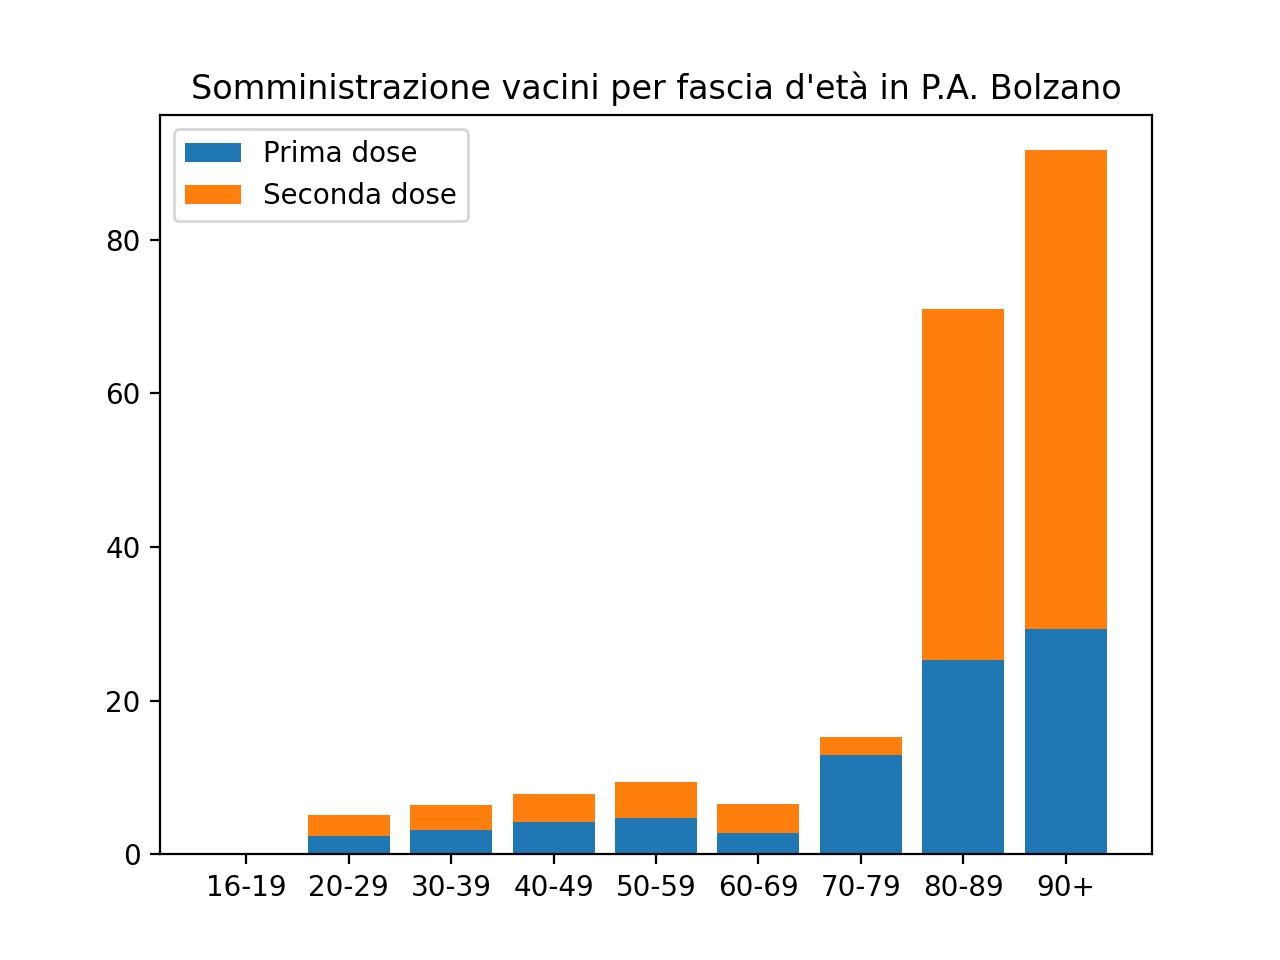 Somministrazione vacini per fascia d'età in P.A. Bolzano
Prima dose
Seconda dose
80
60
40
20
0
16-19 20-29 30-39 40-49 50-59 60-69 70-79 80-89 90+